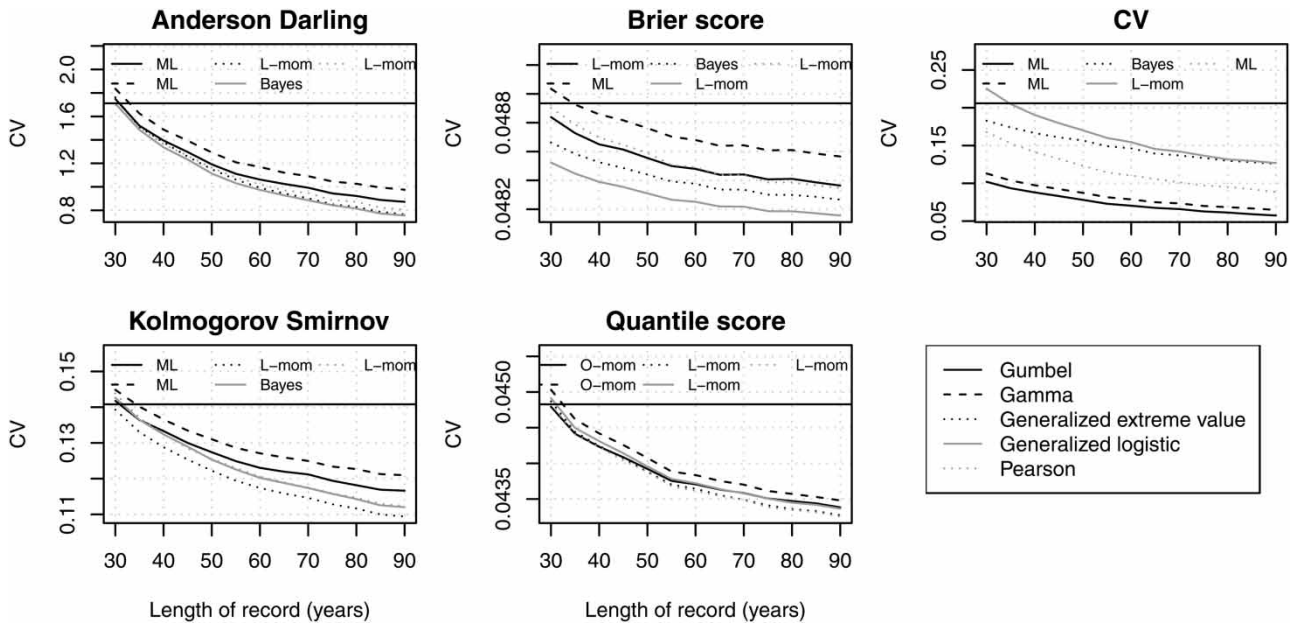 Anderson Darling
ML L-mom L-mom
ML Bayes
CV
0.8 1.2 1.6 2.0
30 40 50 60 70 80 90
Brier score
L-mom Bayes L-mom
ML L-mom
CV
0.0482 0.0488
30 40 50 60 70 80 90
CV
ML Bayes ML
ML L-mom
CV
0.05 0.15 0.25
30 40 50 60 70 80 90
Kolmogorov Smirnov
ML L-mom L-mom
ML Bayes
CV
0.11 0.13 0.15
30 40 50 60 70 80 90
Length of record (years)
Quantile score
O-mom L-mom L-mom
O-mom L-mom
CV
0.0435 0.0450
30 40 50 60 70 80 90
Length of record (years)
Gumbel
Gamma
Generalized extreme value
Generalized logistic
Pearson